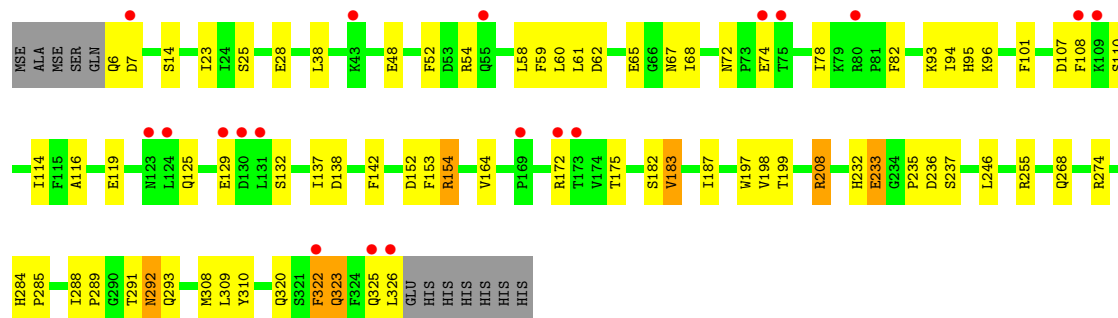 MSE ALA MSE SER GLN Q6 D7 S14 I23 I24 S25 E28 L38 K43 E48 F52 D53 R54 Q55 L58 F59 L60 L61 D62 E65 G66 N67 I68 N72 P73 E74 T75 I78 K79 R80 P81 F82 K93 I94 H95 K96 F101 D107 F108 K109 S110
I114 F115 A116 E119 N123 L124 Q125 E129 D130 L131 S132 I137 D138 F142 D152 F153 R154 V164 P169 R172 T173 V174 T175 S182 V183 I187 W197 V198 T199 R208 H232 E233 G234 P235 D236 S237 L246 R255 Q268 R274
H284 P285 I288 P289 G290 T291 N292 Q293 M308 L309 Y310 Q320 S321 F322 Q323 F324 Q325 L326 GLU HIS HIS HIS HIS HIS HIS